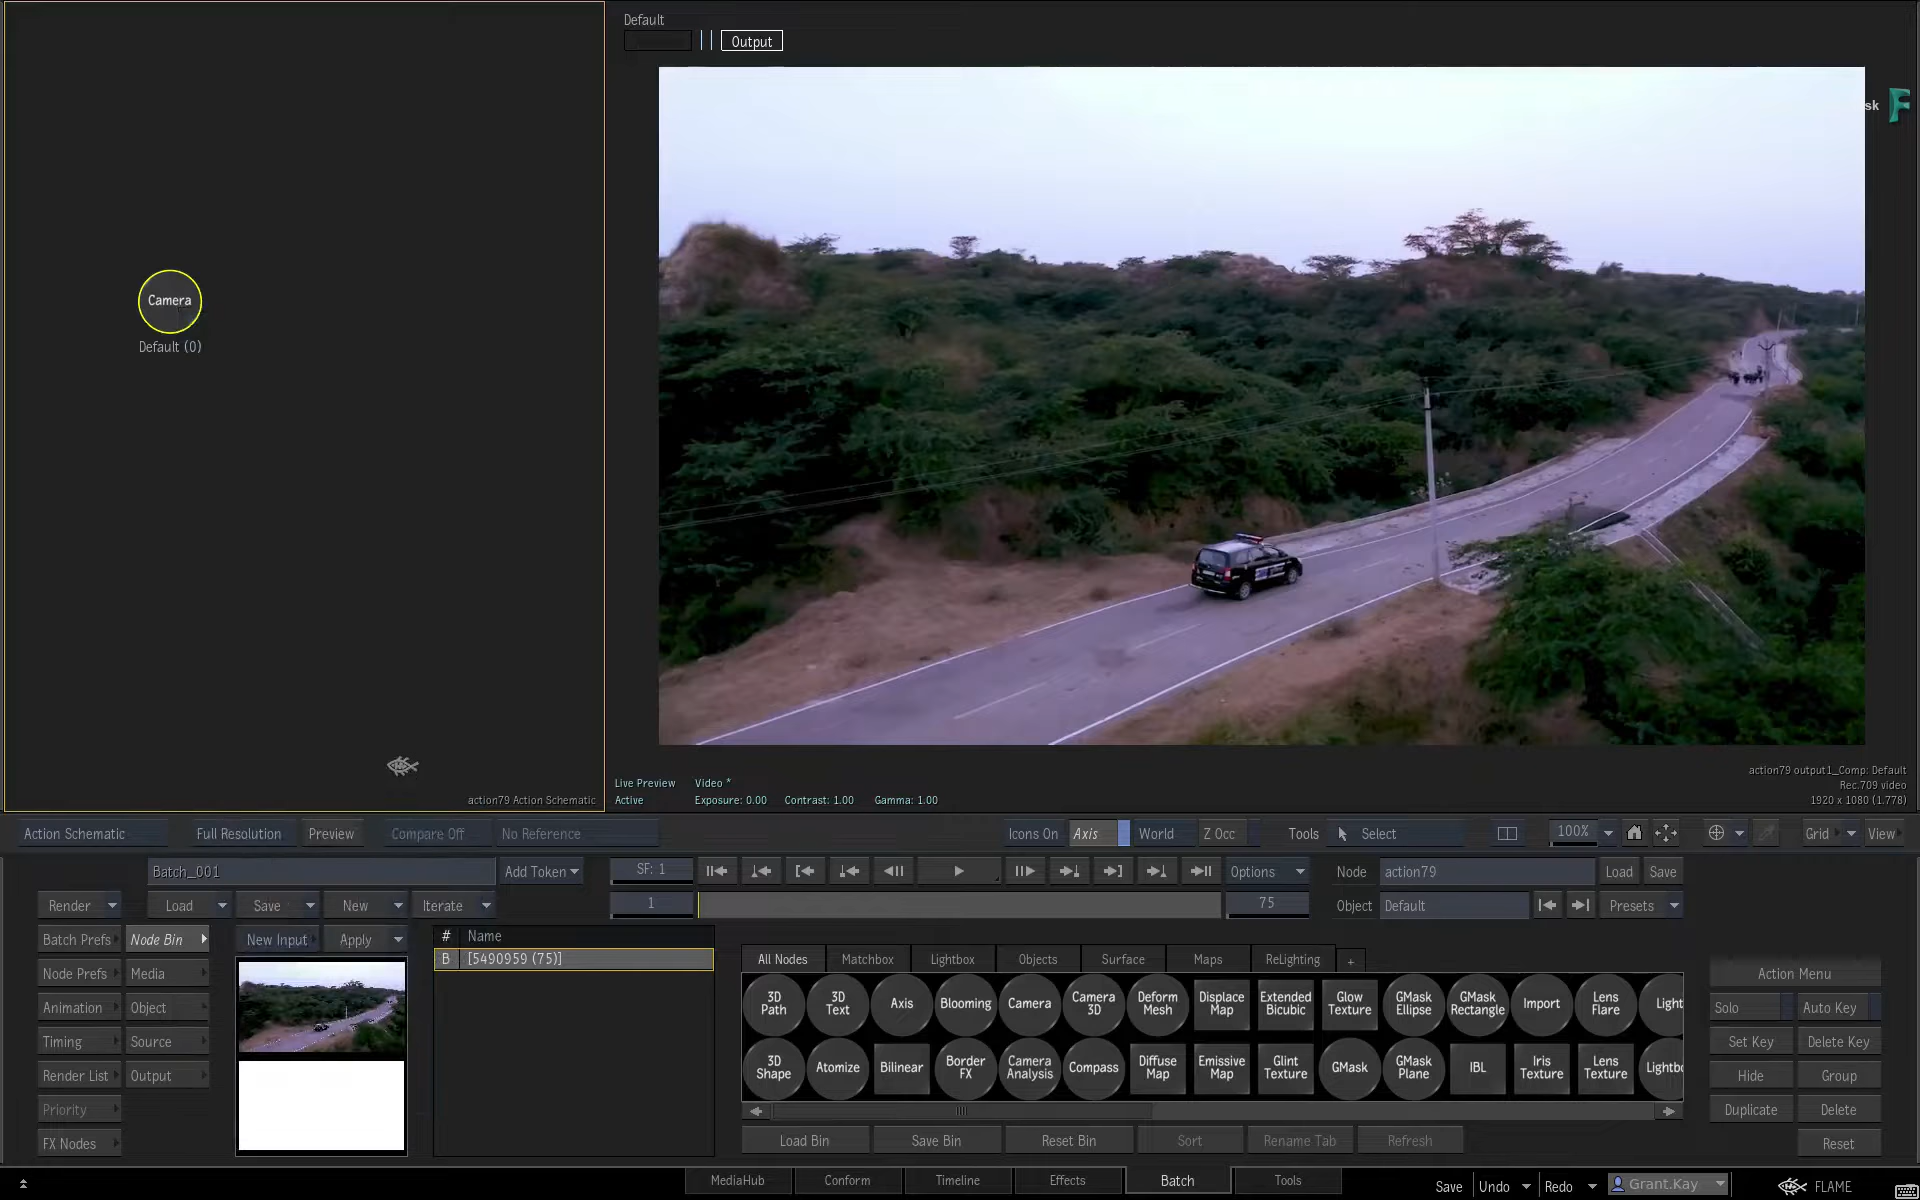 Default
Output
sk
Camera
Default (0)
action79 Action Schematic
Live Preview Video *
Active Exposure: 0.00 Contrast: 1.00 Gamma: 1.00
action79 output1_Comp: Default
Rec.709 video
1920 x 1080 (1.778)
Action Schematic Full Resolution Preview Compare Off No Reference Icons On Axis World Z Occ Tools Select 100% Grid View
Batch_001 Add Token SF: 1 Options Node action79 Load Save
Render Load Save New Iterate 1 75 Object Default Presets
Batch Prefs Node Bin New Input Apply # Name
B [5490959 (75)]
Node Prefs Media
Animation Object
Timing Source
Render List Output
Priority
FX Nodes
All Nodes Matchbox Lightbox Objects Surface Maps ReLighting +
3D Path 3D Text Axis Blooming Camera Camera 3D Deform Mesh Displace Map Extended Bicubic Glow Texture GMask Ellipse GMask Rectangle Import Lens Flare Light
3D Shape Atomize Bilinear Border FX Camera Analysis Compass Diffuse Map Emissive Map Glint Texture GMask GMask Plane IBL Iris Texture Lens Texture Lightbo
Load Bin Save Bin Reset Bin Sort Rename Tab Refresh
Action Menu
Solo Auto Key
Set Key Delete Key
Hide Group
Duplicate Delete
Reset
MediaHub Conform Timeline Effects Batch Tools Save Undo Redo Grant.Kay FLAME